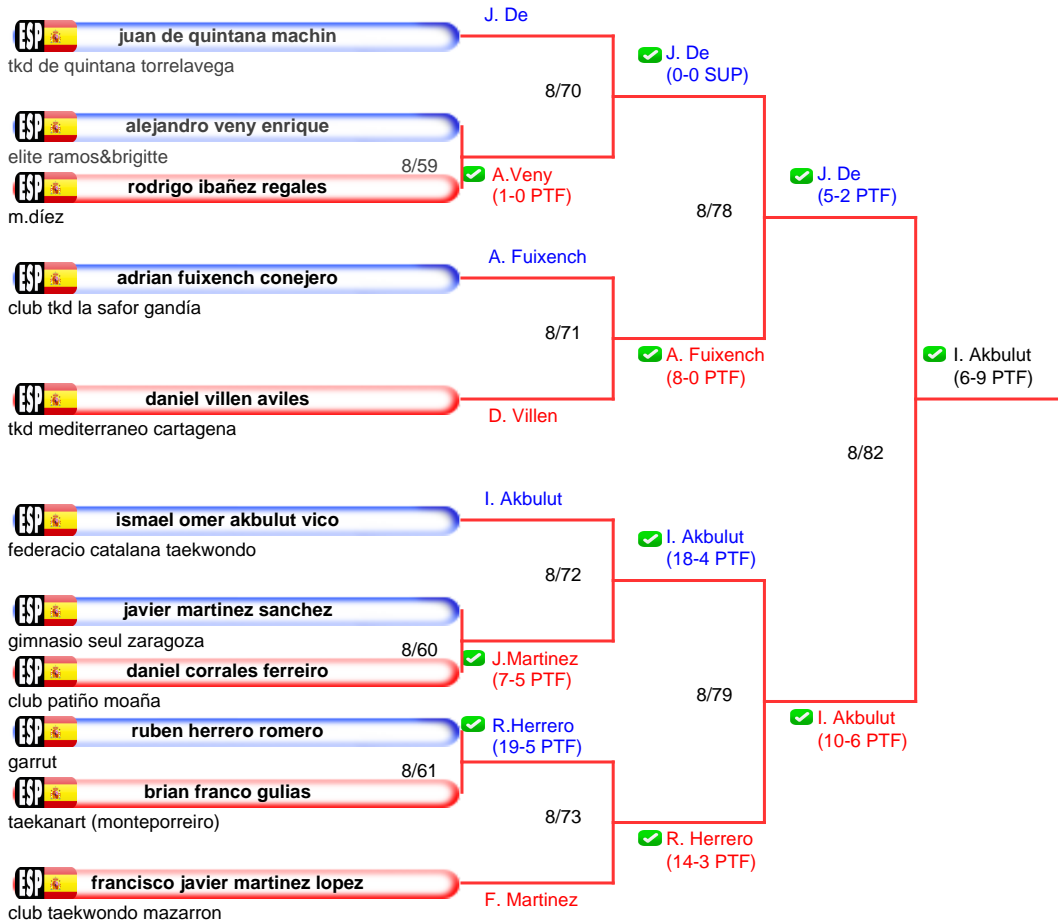 J. De
ESP juan de quintana machin
tkd de quintana torrelavega
J. De
(0-0 SUP)
8/70
ESP alejandro veny enrique
elite ramos&brigitte
8/59
ESP rodrigo ibañez regales
m.díez
A.Veny
(1-0 PTF)
J. De
(5-2 PTF)
8/78
A. Fuixench
ESP adrian fuixench conejero
club tkd la safor gandía
8/71
A. Fuixench
(8-0 PTF)
I. Akbulut
(6-9 PTF)
ESP daniel villen aviles
tkd mediterraneo cartagena
D. Villen
8/82
I. Akbulut
ESP ismael omer akbulut vico
federacio catalana taekwondo
I. Akbulut
(18-4 PTF)
8/72
ESP javier martinez sanchez
gimnasio seul zaragoza
8/60
ESP daniel corrales ferreiro
club patiño moaña
J.Martinez
(7-5 PTF)
8/79
I. Akbulut
(10-6 PTF)
ESP ruben herrero romero
garrut
R.Herrero
(19-5 PTF)
8/61
ESP brian franco gulias
taekanart (monteporreiro)
8/73
R. Herrero
(14-3 PTF)
ESP francisco javier martinez lopez
club taekwondo mazarron
F. Martinez